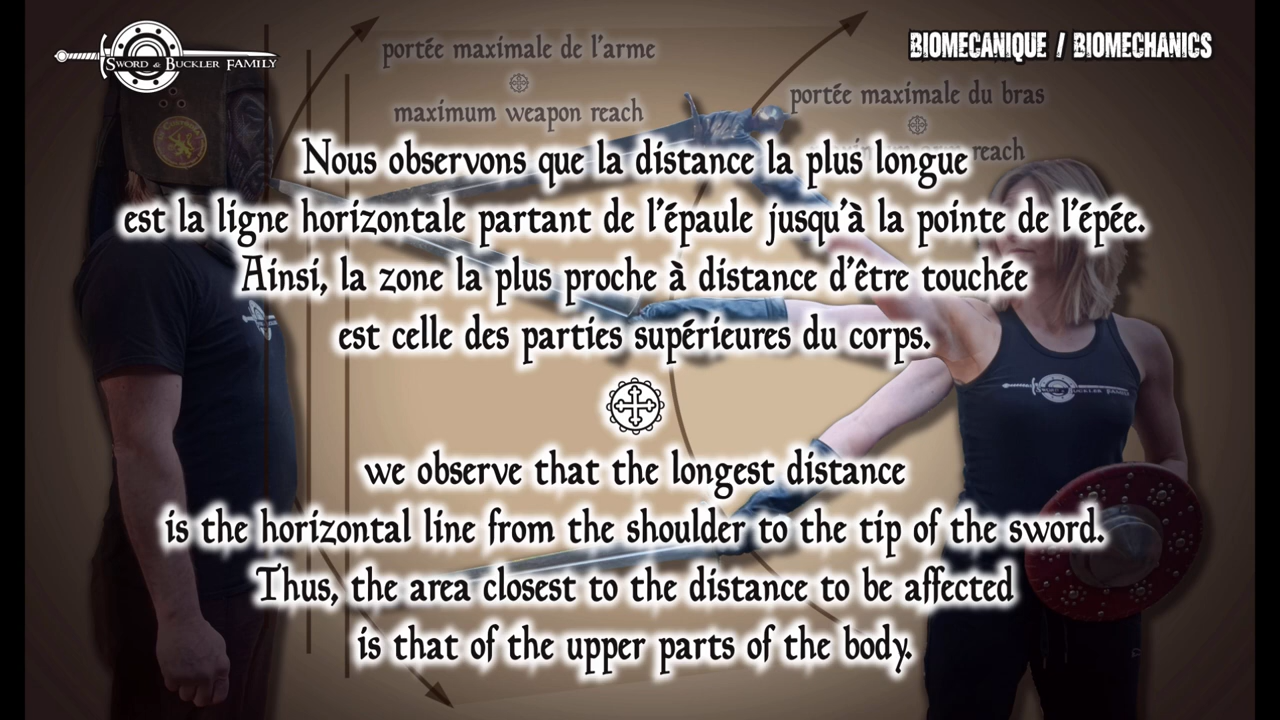 SWORD & BUCKLER FAMILY
BIOMECANIQUE / BIOMECHANICS
portée maximale de l'arme
maximum weapon reach
portée maximale du bras
reach
Nous observons que la distance la plus longue
est la ligne horizontale partant de l'épaule jusqu'à la pointe de l'épée.
Ainsi, la zone la plus proche à distance d'être touchée
est celle des parties supérieures du corps.
we observe that the longest distance
is the horizontal line from the shoulder to the tip of the sword.
Thus, the area closest to the distance to be affected
is that of the upper parts of the body.
SWORD & BUCKLER FAMILY